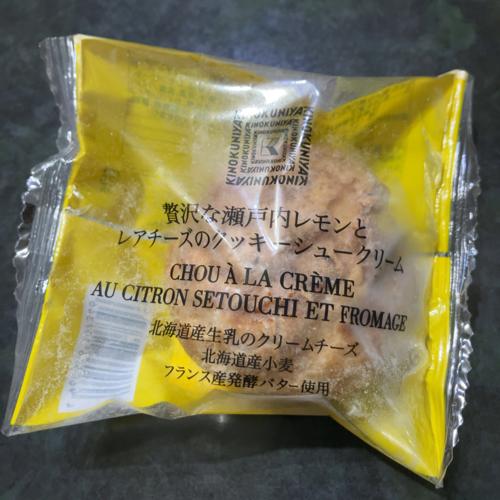 KINOKUNIYA
KINOKUNIYA
KINOKUNIYA
KINOKUNIYA
贅沢な瀬戸内レモンと
レアチーズのクッキーシュークリーム
CHOU À LA CRÈME
AU CITRON SETOUCHI ET FROMAGE
北海道産生乳のクリームチーズ
北海道産小麦
フランス産発酵バター使用